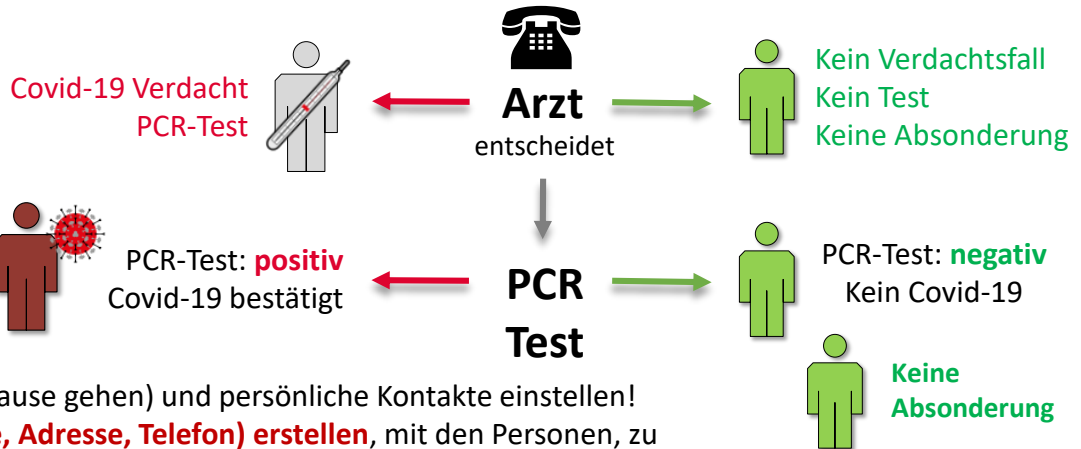 Covid-19 Verdacht
PCR-Test
Arzt
entscheidet
Kein Verdachtsfall
Kein Test
Keine Absonderung
PCR-Test: positiv
Covid-19 bestätigt
PCR
Test
PCR-Test: negativ
Kein Covid-19
Keine
Absonderung
ause gehen) und persönliche Kontakte einstellen!
, Adresse, Telefon) erstellen, mit den Personen, zu